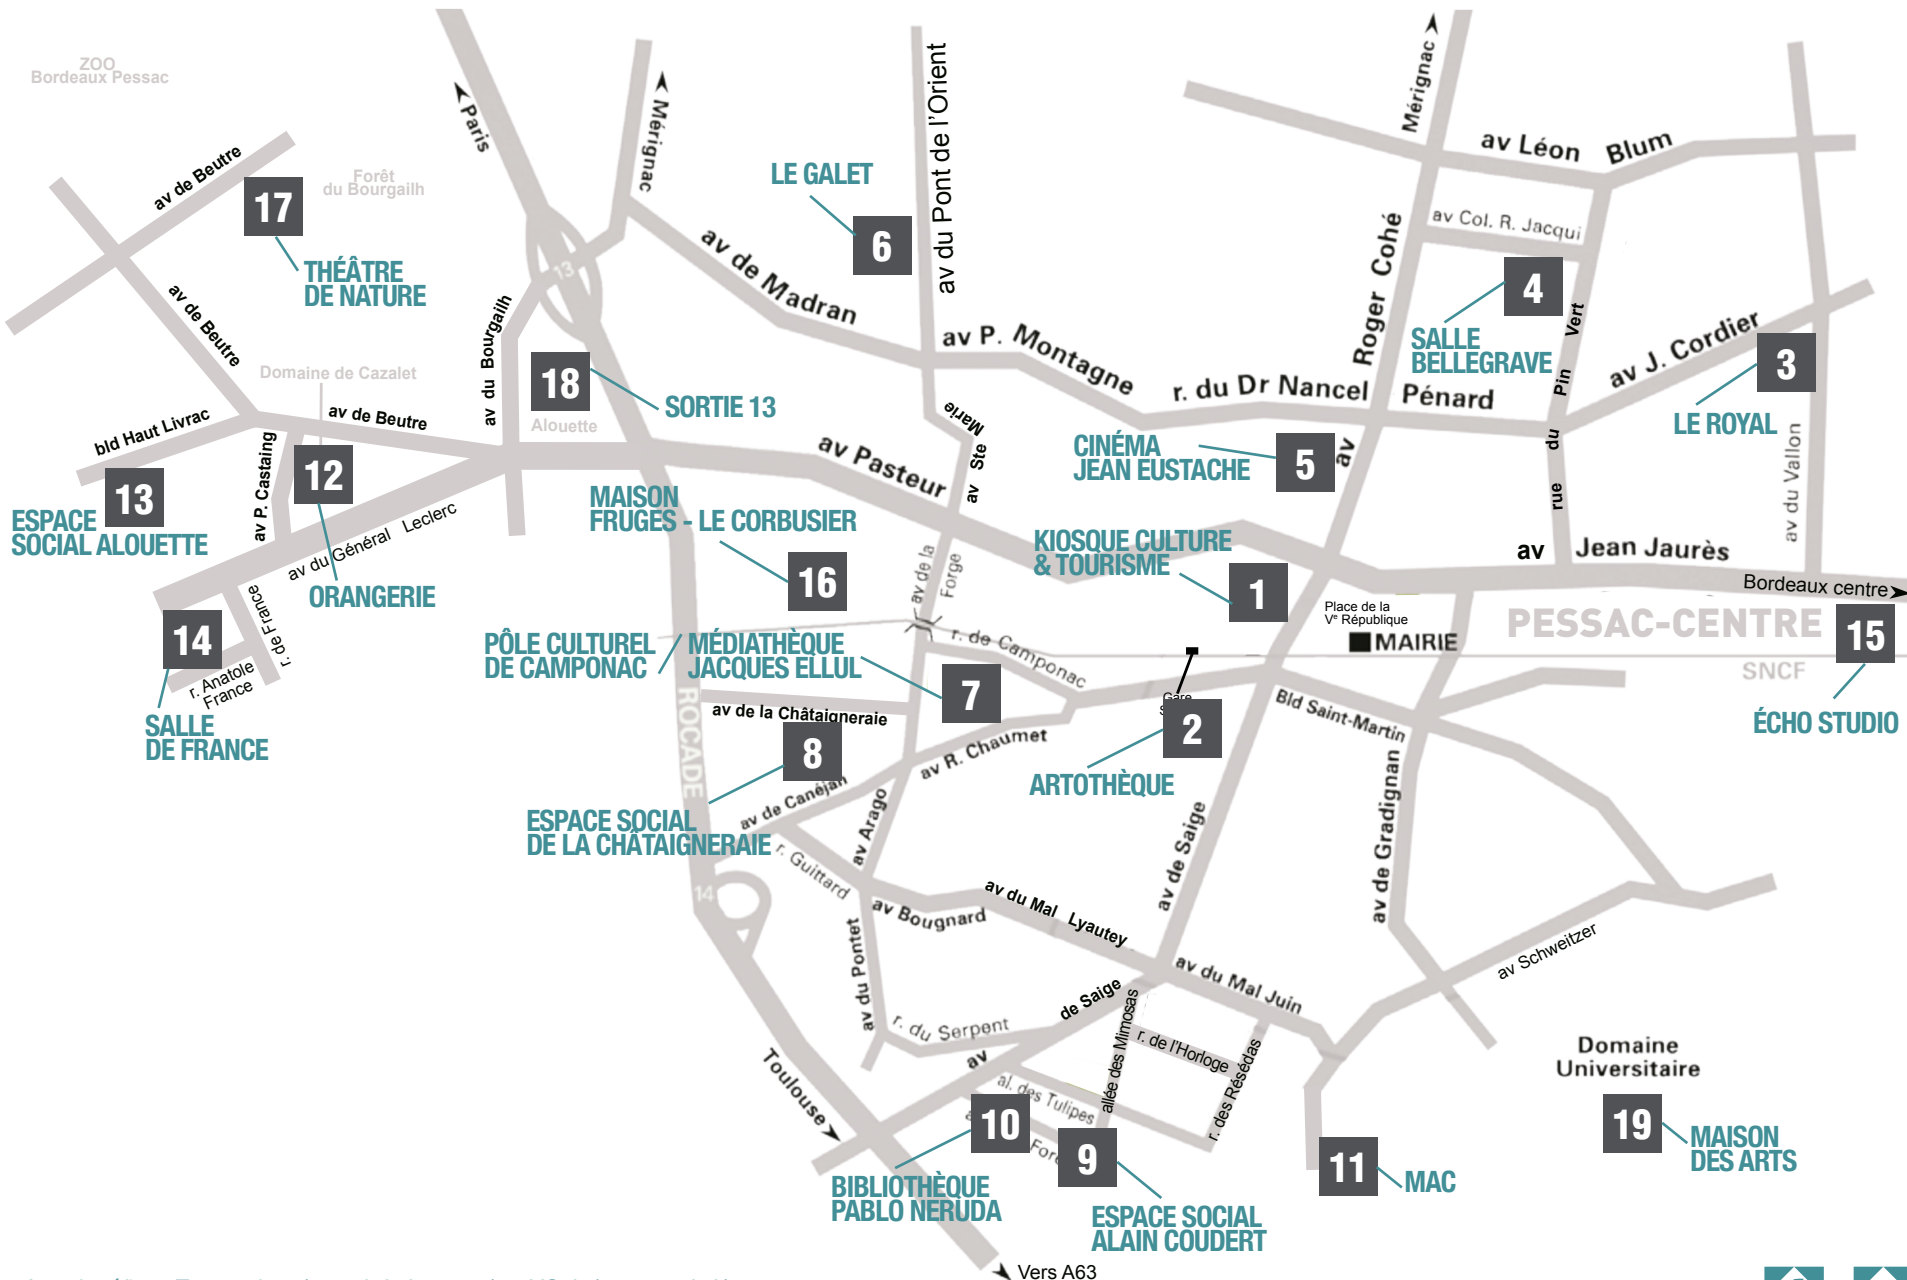 ZOO
Bordeaux Pessac
Paris
Mérignac
av du Pont de l'Orient
Mérignac
av Léon Blum
av de Beutre
Forêt
du Bourgailh
17
THÉÂTRE
DE NATURE
LE GALET
6
av de Madran
13
av Col. R. Jacqui
4
SALLE
BELLEGRAVE
av Roger Cohé
rue du Pin Vert
av J. Cordier
3
LE ROYAL
av du Vallon
av de Beutre
av du Bourgailh
av P. Montagne
r. du Dr Nancel Pénard
Domaine de Cazalet
18
SORTIE 13
Alouette
av de Beutre
bld Haut Livrac
13
ESPACE
SOCIAL ALOUETTE
av P. Castaing
12
ORANGERIE
av du Général Leclerc
av Pasteur
av Ste Marie
CINÉMA
JEAN EUSTACHE
5
MAISON
FRUGÈS - LE CORBUSIER
16
av de la Forge
KIOSQUE CULTURE
& TOURISME
1
av Jean Jaurès
Bordeaux centre
Place de la
Ve République
MAIRIE
PESSAC-CENTRE
15
SNCF
ÉCHO STUDIO
14
r. de France
r. Anatole
France
SALLE
DE FRANCE
PÔLE CULTUREL
DE CAMPONAC
MÉDIATHÈQUE
JACQUES ELLUL
7
r. de Camponac
Gare
2
ARTOTHÈQUE
Bld Saint-Martin
ROCADE
av de la Châtaigneraie
8
ESPACE SOCIAL
DE LA CHÂTAIGNERAIE
av R. Chaumet
av de Canéjan
r. Guittard
av Arago
av de Saige
av de Gradignan
14
av Bougnard
av du Mal Lyautey
av du Pontet
av Schweitzer
av du Mal Juin
r. du Serpent
av de Saige
allée des Mimosas
r. de l'Horloge
r. des Résédas
Toulouse
al. des Tulipes
10
BIBLIOTHÈQUE
PABLO NERUDA
9
ESPACE SOCIAL
ALAIN COUDERT
11
MAC
Domaine
Universitaire
19
MAISON
DES ARTS
Vers A63